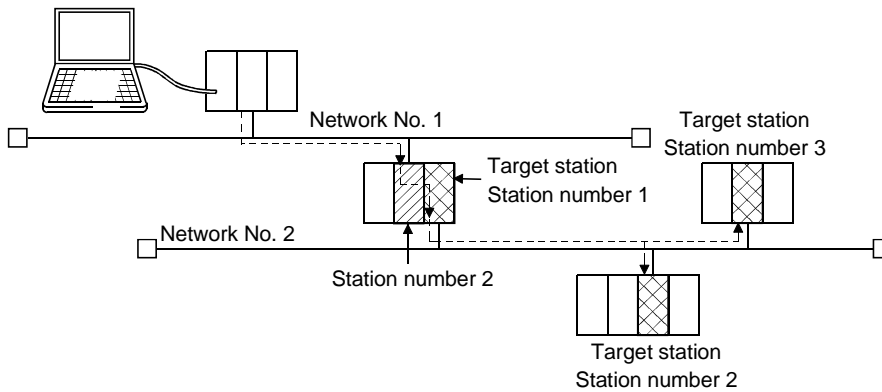 Network No. 1
Target station
Station number 3
Target station
Station number 1
Network No. 2
Station number 2
Target station
Station number 2